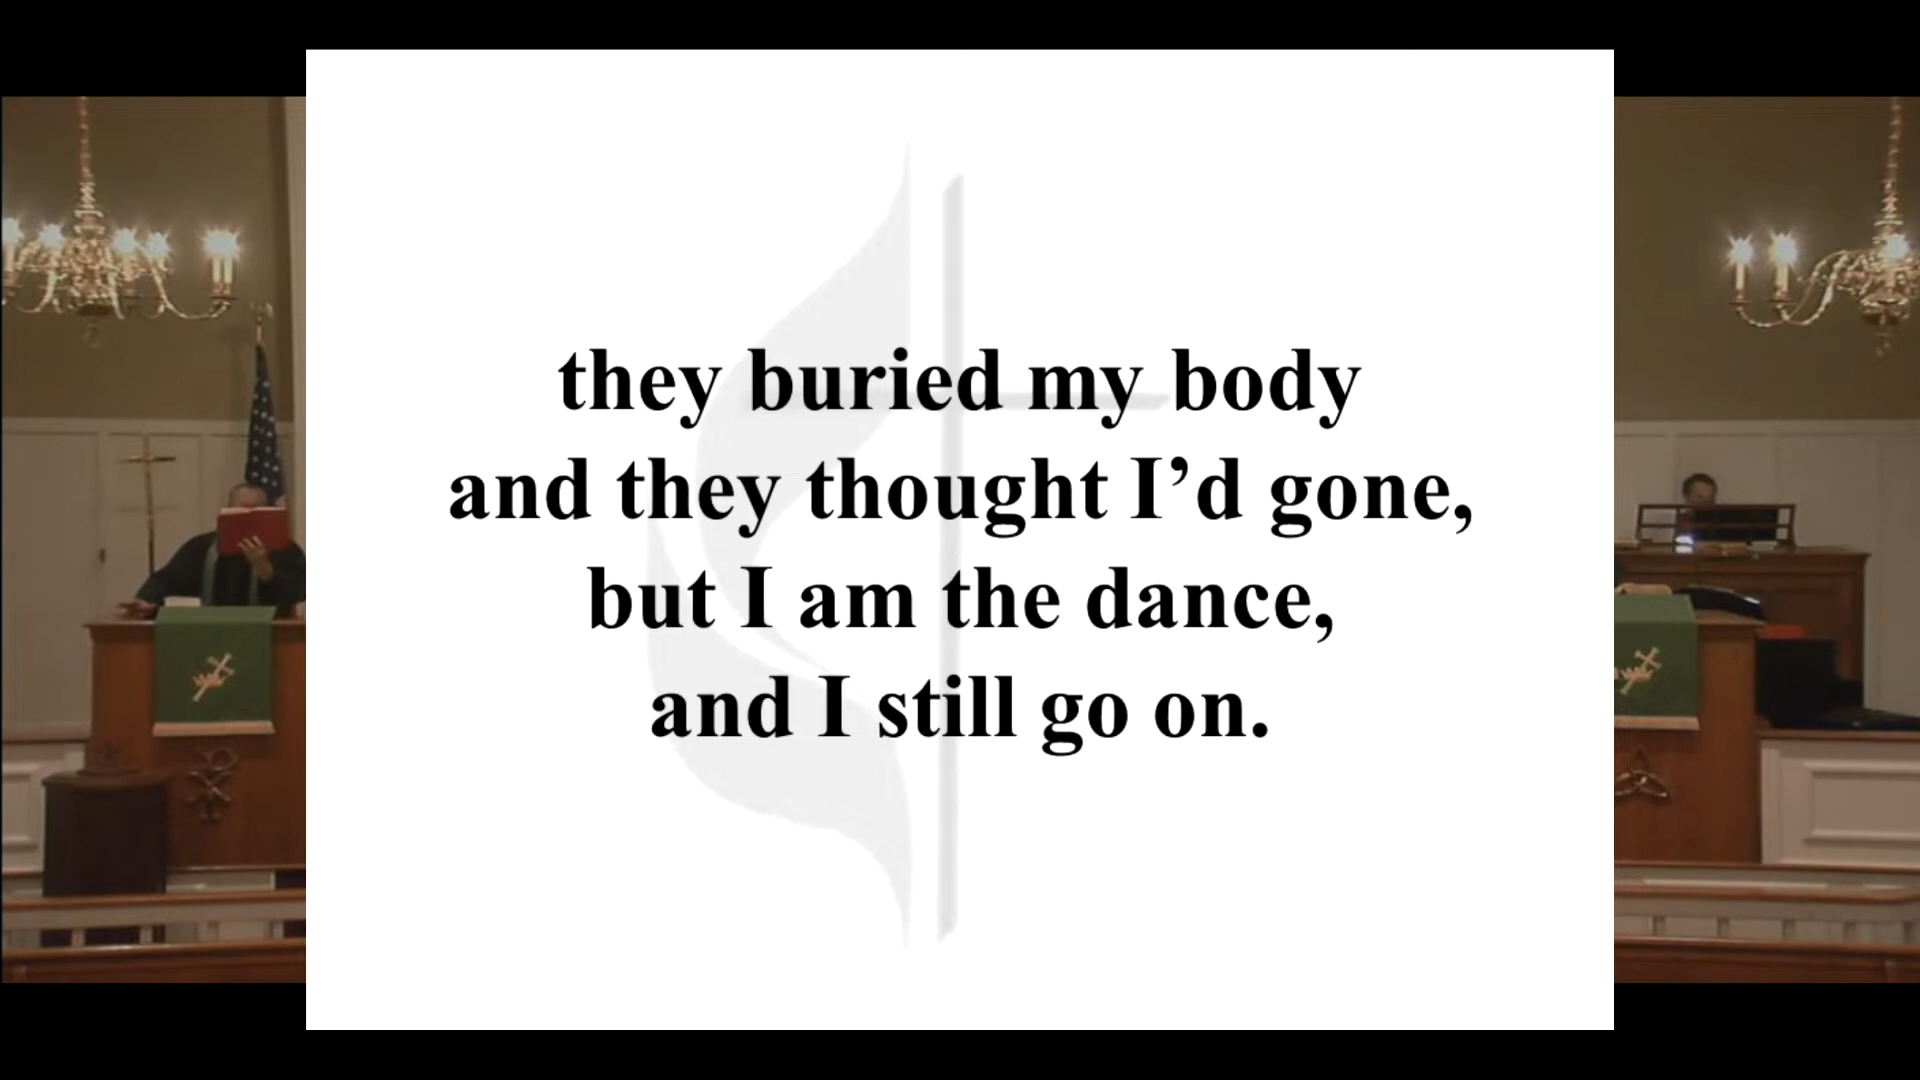 they buried my body
and they thought I’d gone,
but I am the dance,
and I still go on.